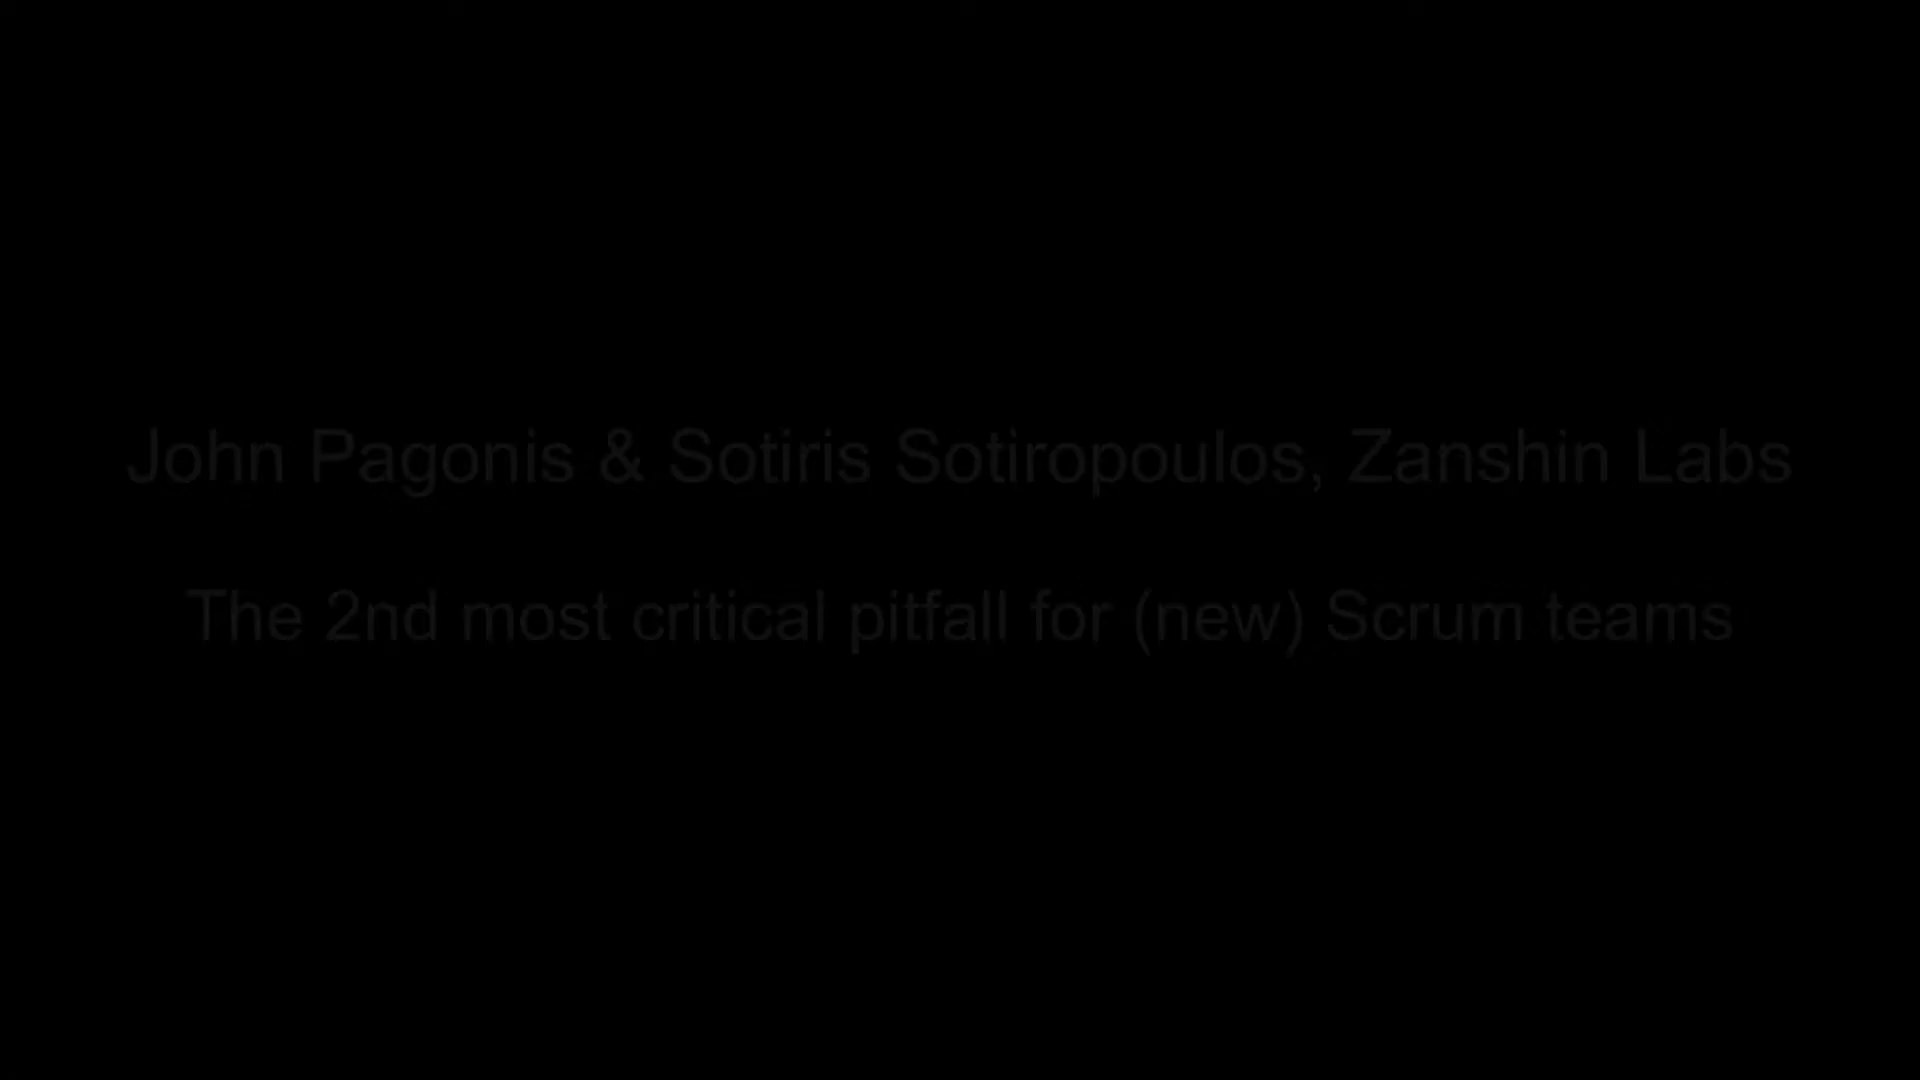 John Pagonis & Sotiris Sotiropoulos, Zanshin Labs
The 2nd most critical pitfall for (new) Scrum teams